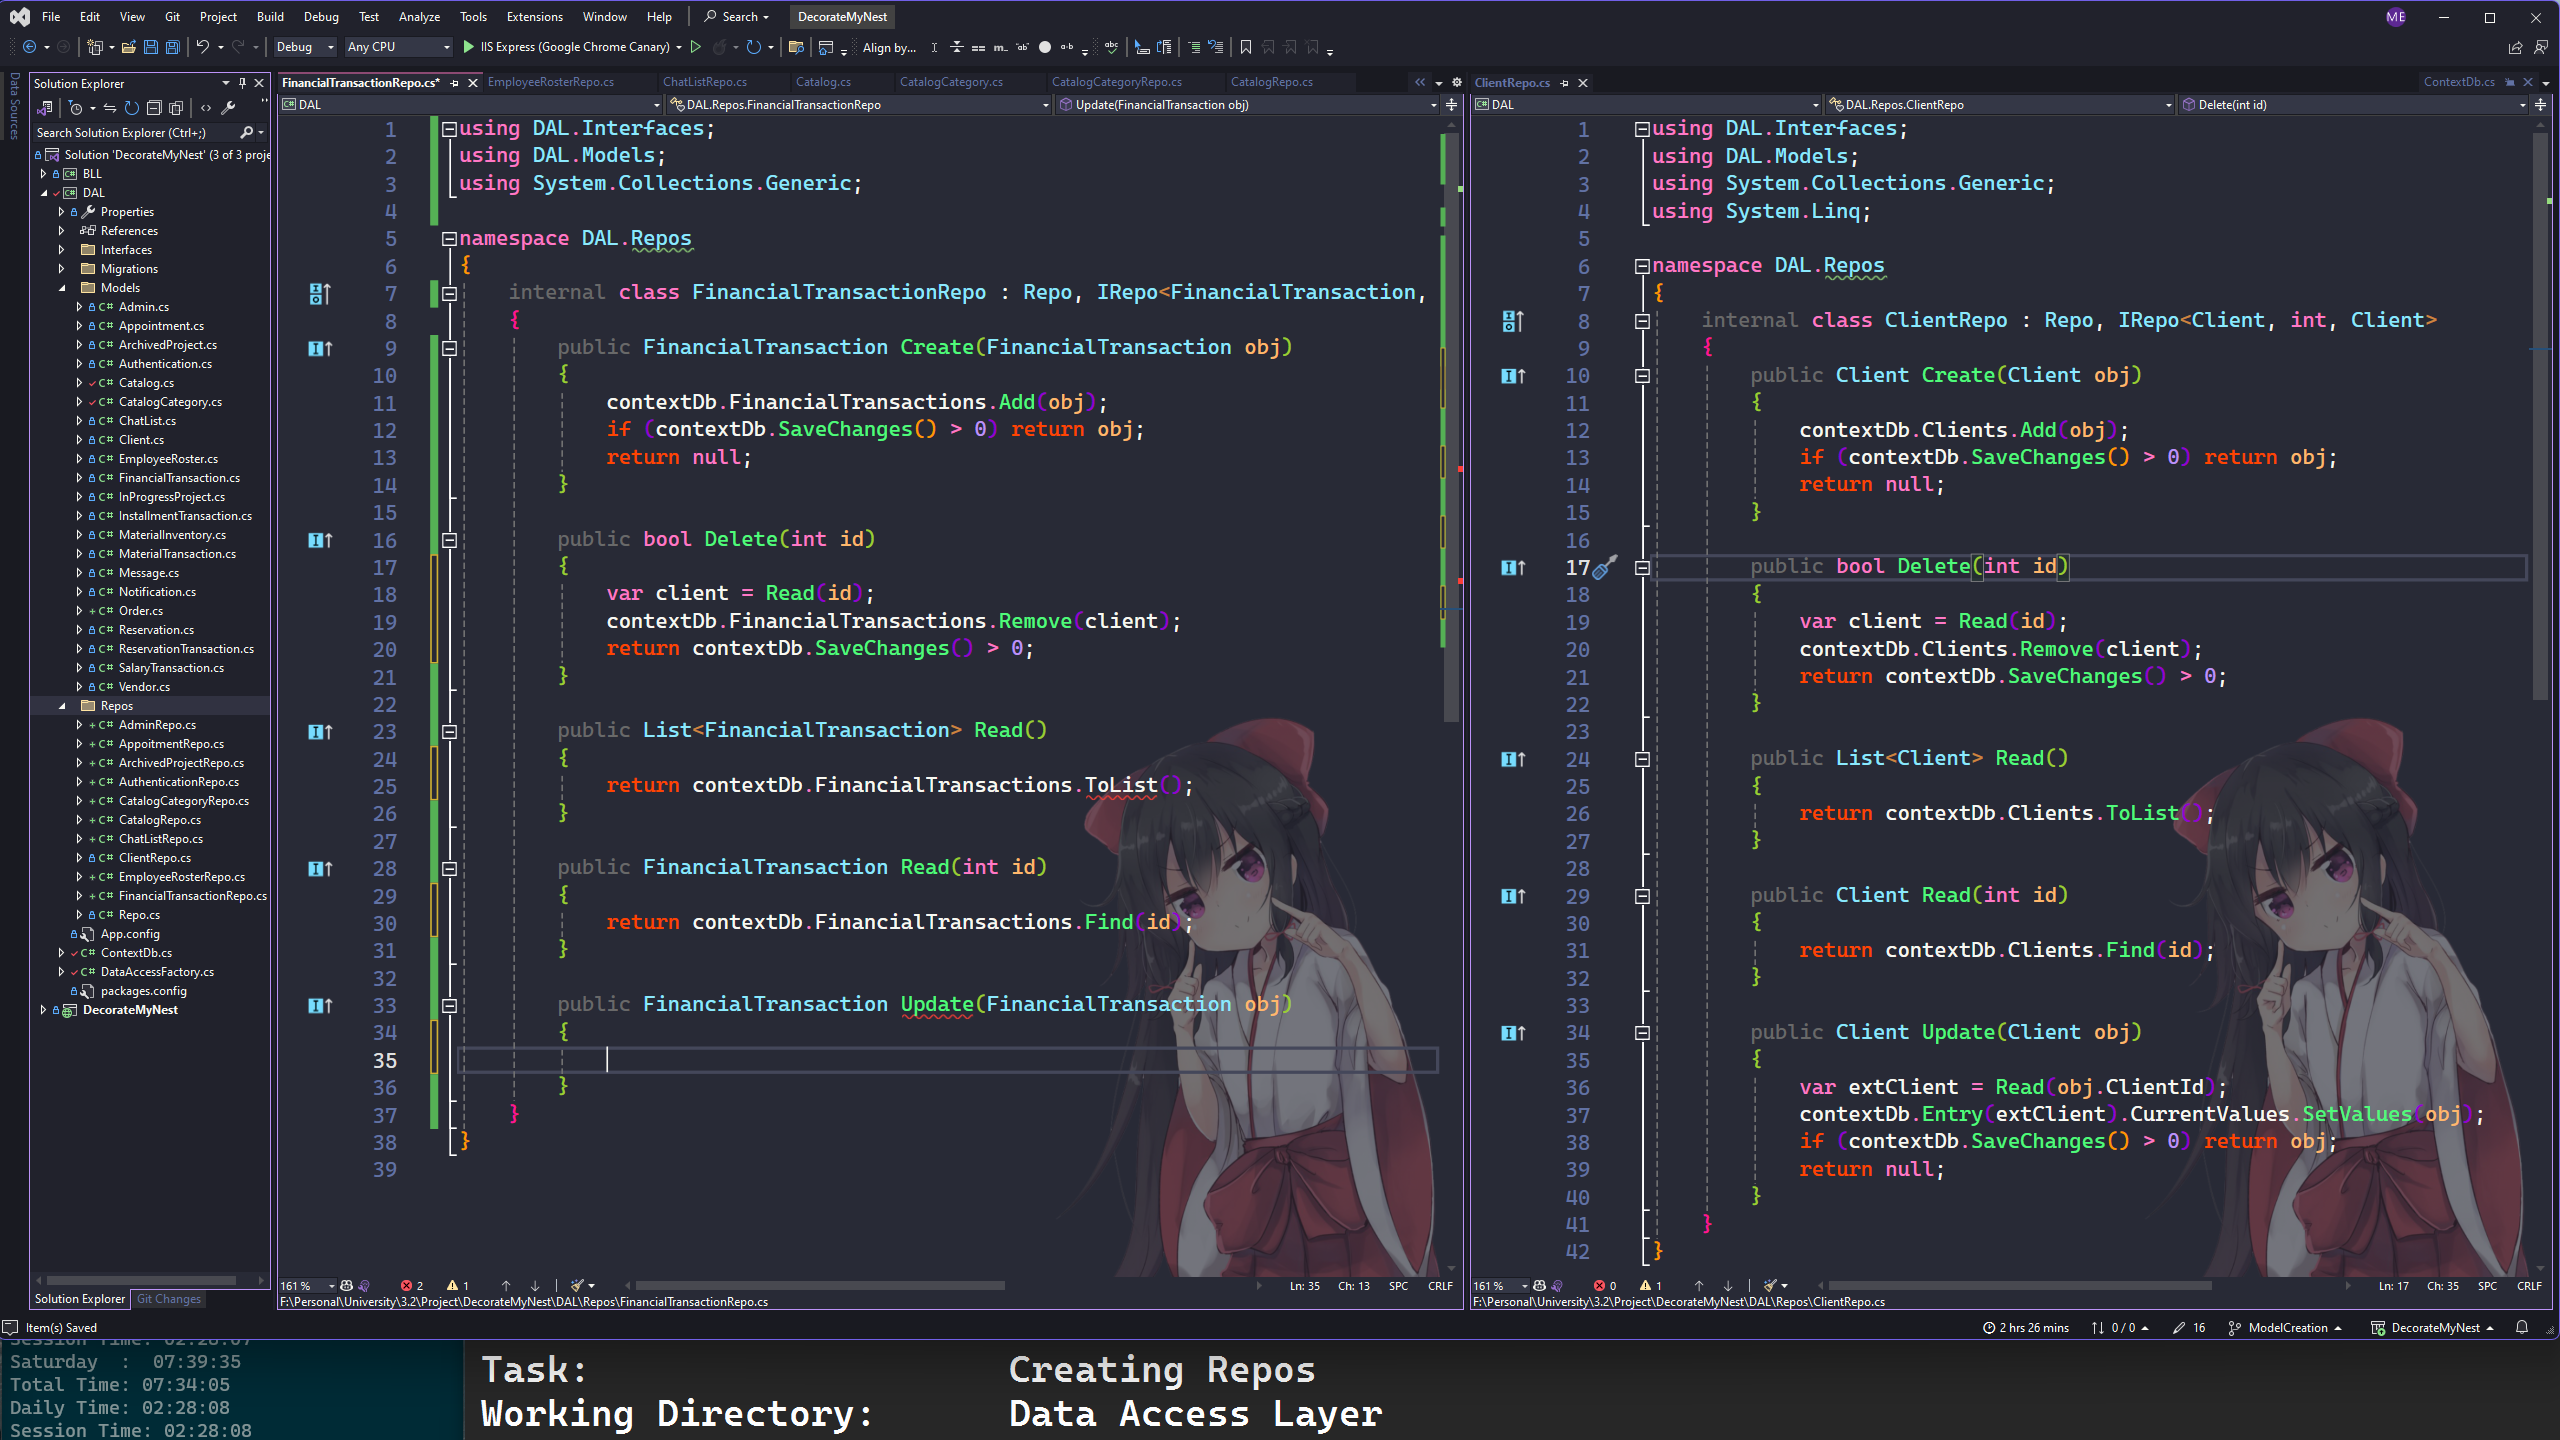 File Edit View Git Project Build Debug Test Analyze Tools Extensions Window Help Search DecorateMyNest ME
Debug Any CPU IIS Express (Google Chrome Canary) Align by...
Data Sources
Solution Explorer
Search Solution Explorer (Ctrl+;)
Solution 'DecorateMyNest' (3 of 3 proje
BLL
DAL
Properties
References
Interfaces
Migrations
Models
Admin.cs
Appointment.cs
ArchivedProject.cs
Authentication.cs
Catalog.cs
CatalogCategory.cs
ChatList.cs
Client.cs
EmployeeRoster.cs
FinancialTransaction.cs
InProgressProject.cs
InstallmentTransaction.cs
MaterialInventory.cs
MaterialTransaction.cs
Message.cs
Notification.cs
Order.cs
Reservation.cs
ReservationTransaction.cs
SalaryTransaction.cs
Vendor.cs
Repos
AdminRepo.cs
AppoitmentRepo.cs
ArchivedProjectRepo.cs
AuthenticationRepo.cs
CatalogCategoryRepo.cs
CatalogRepo.cs
ChatListRepo.cs
ClientRepo.cs
EmployeeRosterRepo.cs
FinancialTransactionRepo.cs
Repo.cs
App.config
ContextDb.cs
DataAccessFactory.cs
packages.config
DecorateMyNest
Solution Explorer Git Changes
FinancialTransactionRepo.cs* EmployeeRosterRepo.cs ChatListRepo.cs Catalog.cs CatalogCategory.cs CatalogCategoryRepo.cs CatalogRepo.cs
DAL DAL.Repos.FinancialTransactionRepo Update(FinancialTransaction obj)
1 using DAL.Interfaces;
2 using DAL.Models;
3 using System.Collections.Generic;
4
5 namespace DAL.Repos
6 {
7 internal class FinancialTransactionRepo : Repo, IRepo<FinancialTransaction,
8 {
9 public FinancialTransaction Create(FinancialTransaction obj)
10 {
11 contextDb.FinancialTransactions.Add(obj);
12 if (contextDb.SaveChanges() > 0) return obj;
13 return null;
14 }
15
16 public bool Delete(int id)
17 {
18 var client = Read(id);
19 contextDb.FinancialTransactions.Remove(client);
20 return contextDb.SaveChanges() > 0;
21 }
22
23 public List<FinancialTransaction> Read()
24 {
25 return contextDb.FinancialTransactions.ToList();
26 }
27
28 public FinancialTransaction Read(int id)
29 {
30 return contextDb.FinancialTransactions.Find(id);
31 }
32
33 public FinancialTransaction Update(FinancialTransaction obj)
34 {
35
36 }
37 }
38 }
39
161 % 2 1 Ln: 35 Ch: 13 SPC CRLF
F:\Personal\University\3.2\Project\DecorateMyNest\DAL\Repos\FinancialTransactionRepo.cs
ClientRepo.cs ContextDb.cs
DAL DAL.Repos.ClientRepo Delete(int id)
1 using DAL.Interfaces;
2 using DAL.Models;
3 using System.Collections.Generic;
4 using System.Linq;
5
6 namespace DAL.Repos
7 {
8 internal class ClientRepo : Repo, IRepo<Client, int, Client>
9 {
10 public Client Create(Client obj)
11 {
12 contextDb.Clients.Add(obj);
13 if (contextDb.SaveChanges() > 0) return obj;
14 return null;
15 }
16
17 public bool Delete(int id)
18 {
19 var client = Read(id);
20 contextDb.Clients.Remove(client);
21 return contextDb.SaveChanges() > 0;
22 }
23
24 public List<Client> Read()
25 {
26 return contextDb.Clients.ToList();
27 }
28
29 public Client Read(int id)
30 {
31 return contextDb.Clients.Find(id);
32 }
33
34 public Client Update(Client obj)
35 {
36 var extClient = Read(obj.ClientId);
37 contextDb.Entry(extClient).CurrentValues.SetValues(obj);
38 if (contextDb.SaveChanges() > 0) return obj;
39 return null;
40 }
41 }
42 }
161 % 0 1 Ln: 17 Ch: 35 SPC CRLF
F:\Personal\University\3.2\Project\DecorateMyNest\DAL\Repos\ClientRepo.cs
Item(s) Saved 2 hrs 26 mins 0 / 0 16 ModelCreation DecorateMyNest
Session Time: 02:28:07
Saturday : 07:39:35
Total Time: 07:34:05
Daily Time: 02:28:08
Session Time: 02:28:08
Task: Creating Repos
Working Directory: Data Access Layer